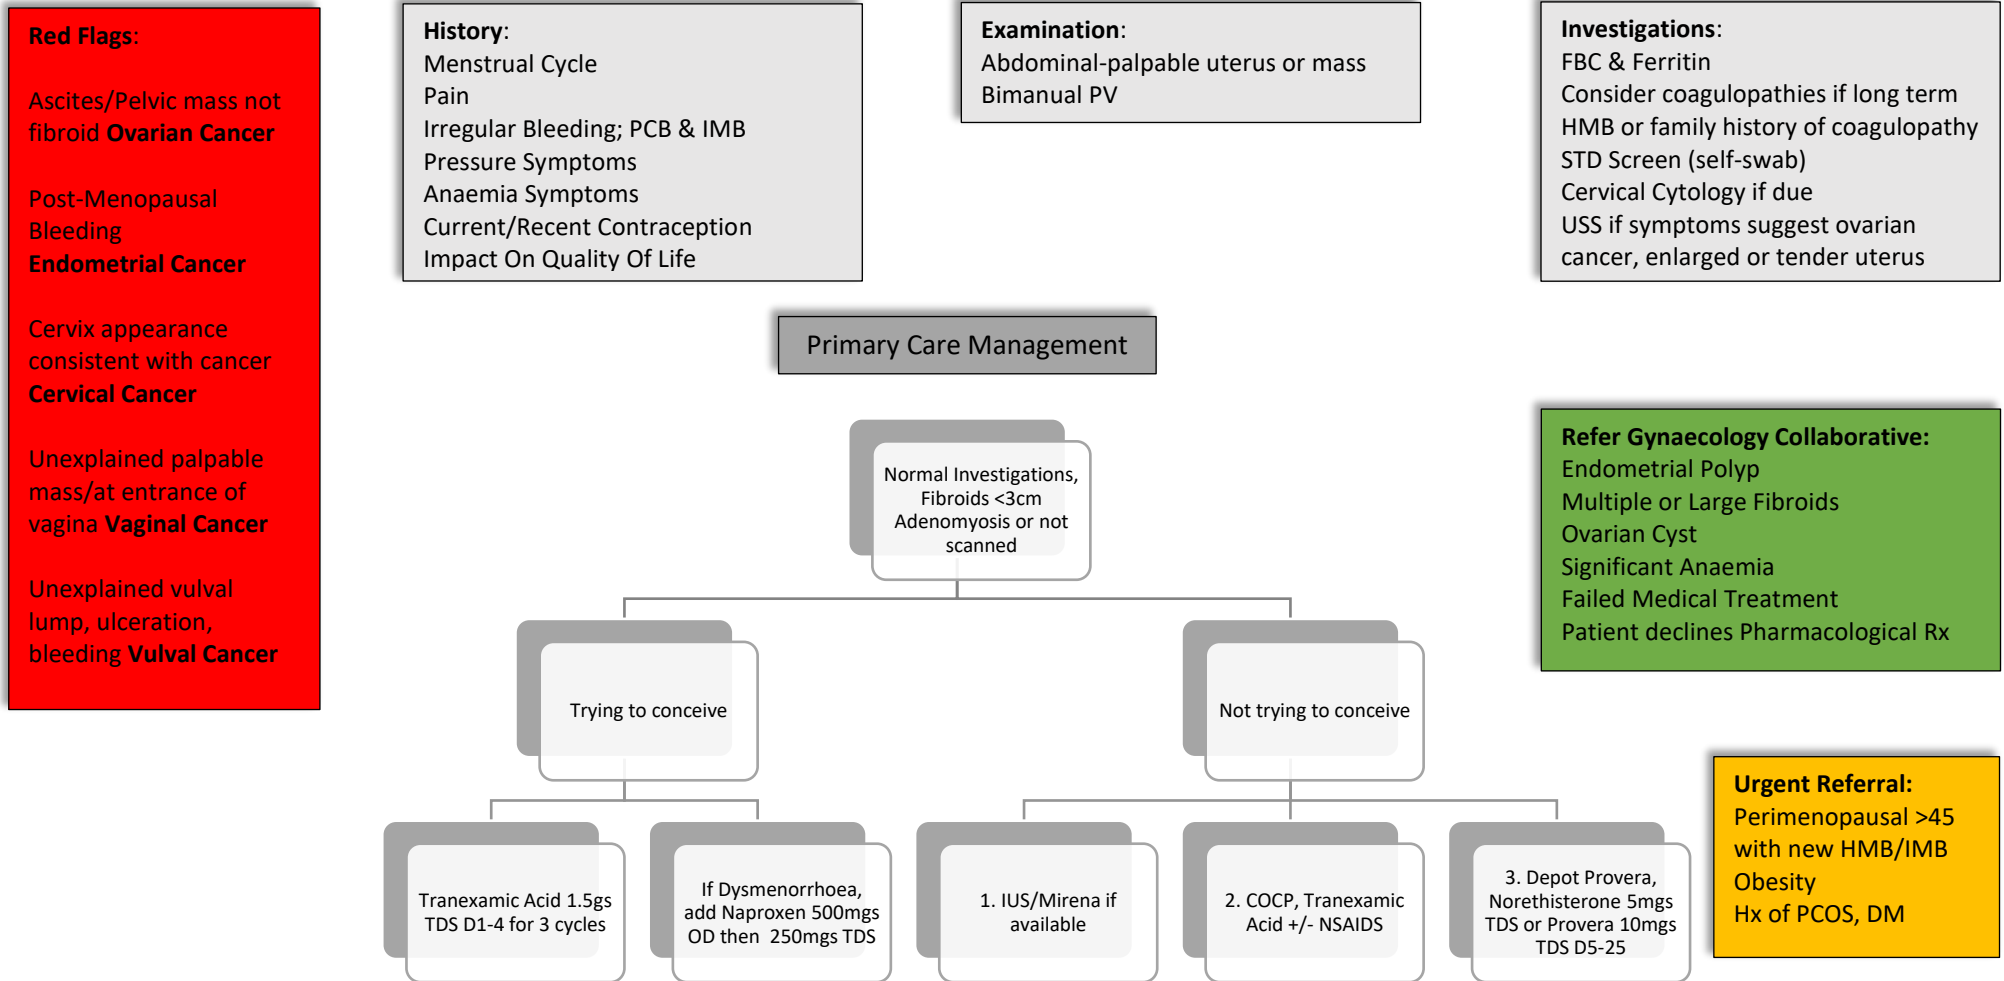 Red Flags:
Ascites/Pelvic mass not
fibroid Ovarian Cancer
Post-Menopausal
Bleeding
Endometrial Cancer
Cervix appearance
consistent with cancer
Cervical Cancer
Unexplained palpable
mass/at entrance of
vagina Vaginal Cancer
Unexplained vulval
lump, ulceration,
bleeding Vulval Cancer
History:
Menstrual Cycle
Pain
Irregular Bleeding; PCB & IMB
Pressure Symptoms
Anaemia Symptoms
Current/Recent Contraception
Impact On Quality Of Life
Examination:
Abdominal-palpable uterus or mass
Bimanual PV
Investigations:
FBC & Ferritin
Consider coagulopathies if long term
HMB or family history of coagulopathy
STD Screen (self-swab)
Cervical Cytology if due
USS if symptoms suggest ovarian
cancer, enlarged or tender uterus
Primary Care Management
Normal Investigations,
Fibroids <3cm
Adenomyosis or not
scanned
Trying to conceive
Not trying to conceive
Tranexamic Acid 1.5gs
TDS D1-4 for 3 cycles
If Dysmenorrhoea,
add Naproxen 500mgs
OD then 250mgs TDS
1. IUS/Mirena if
available
2. COCP, Tranexamic
Acid +/- NSAIDS
3. Depot Provera,
Norethisterone 5mgs
TDS or Provera 10mgs
TDS D5-25
Refer Gynaecology Collaborative:
Endometrial Polyp
Multiple or Large Fibroids
Ovarian Cyst
Significant Anaemia
Failed Medical Treatment
Patient declines Pharmacological Rx
Urgent Referral:
Perimenopausal >45
with new HMB/IMB
Obesity
Hx of PCOS, DM